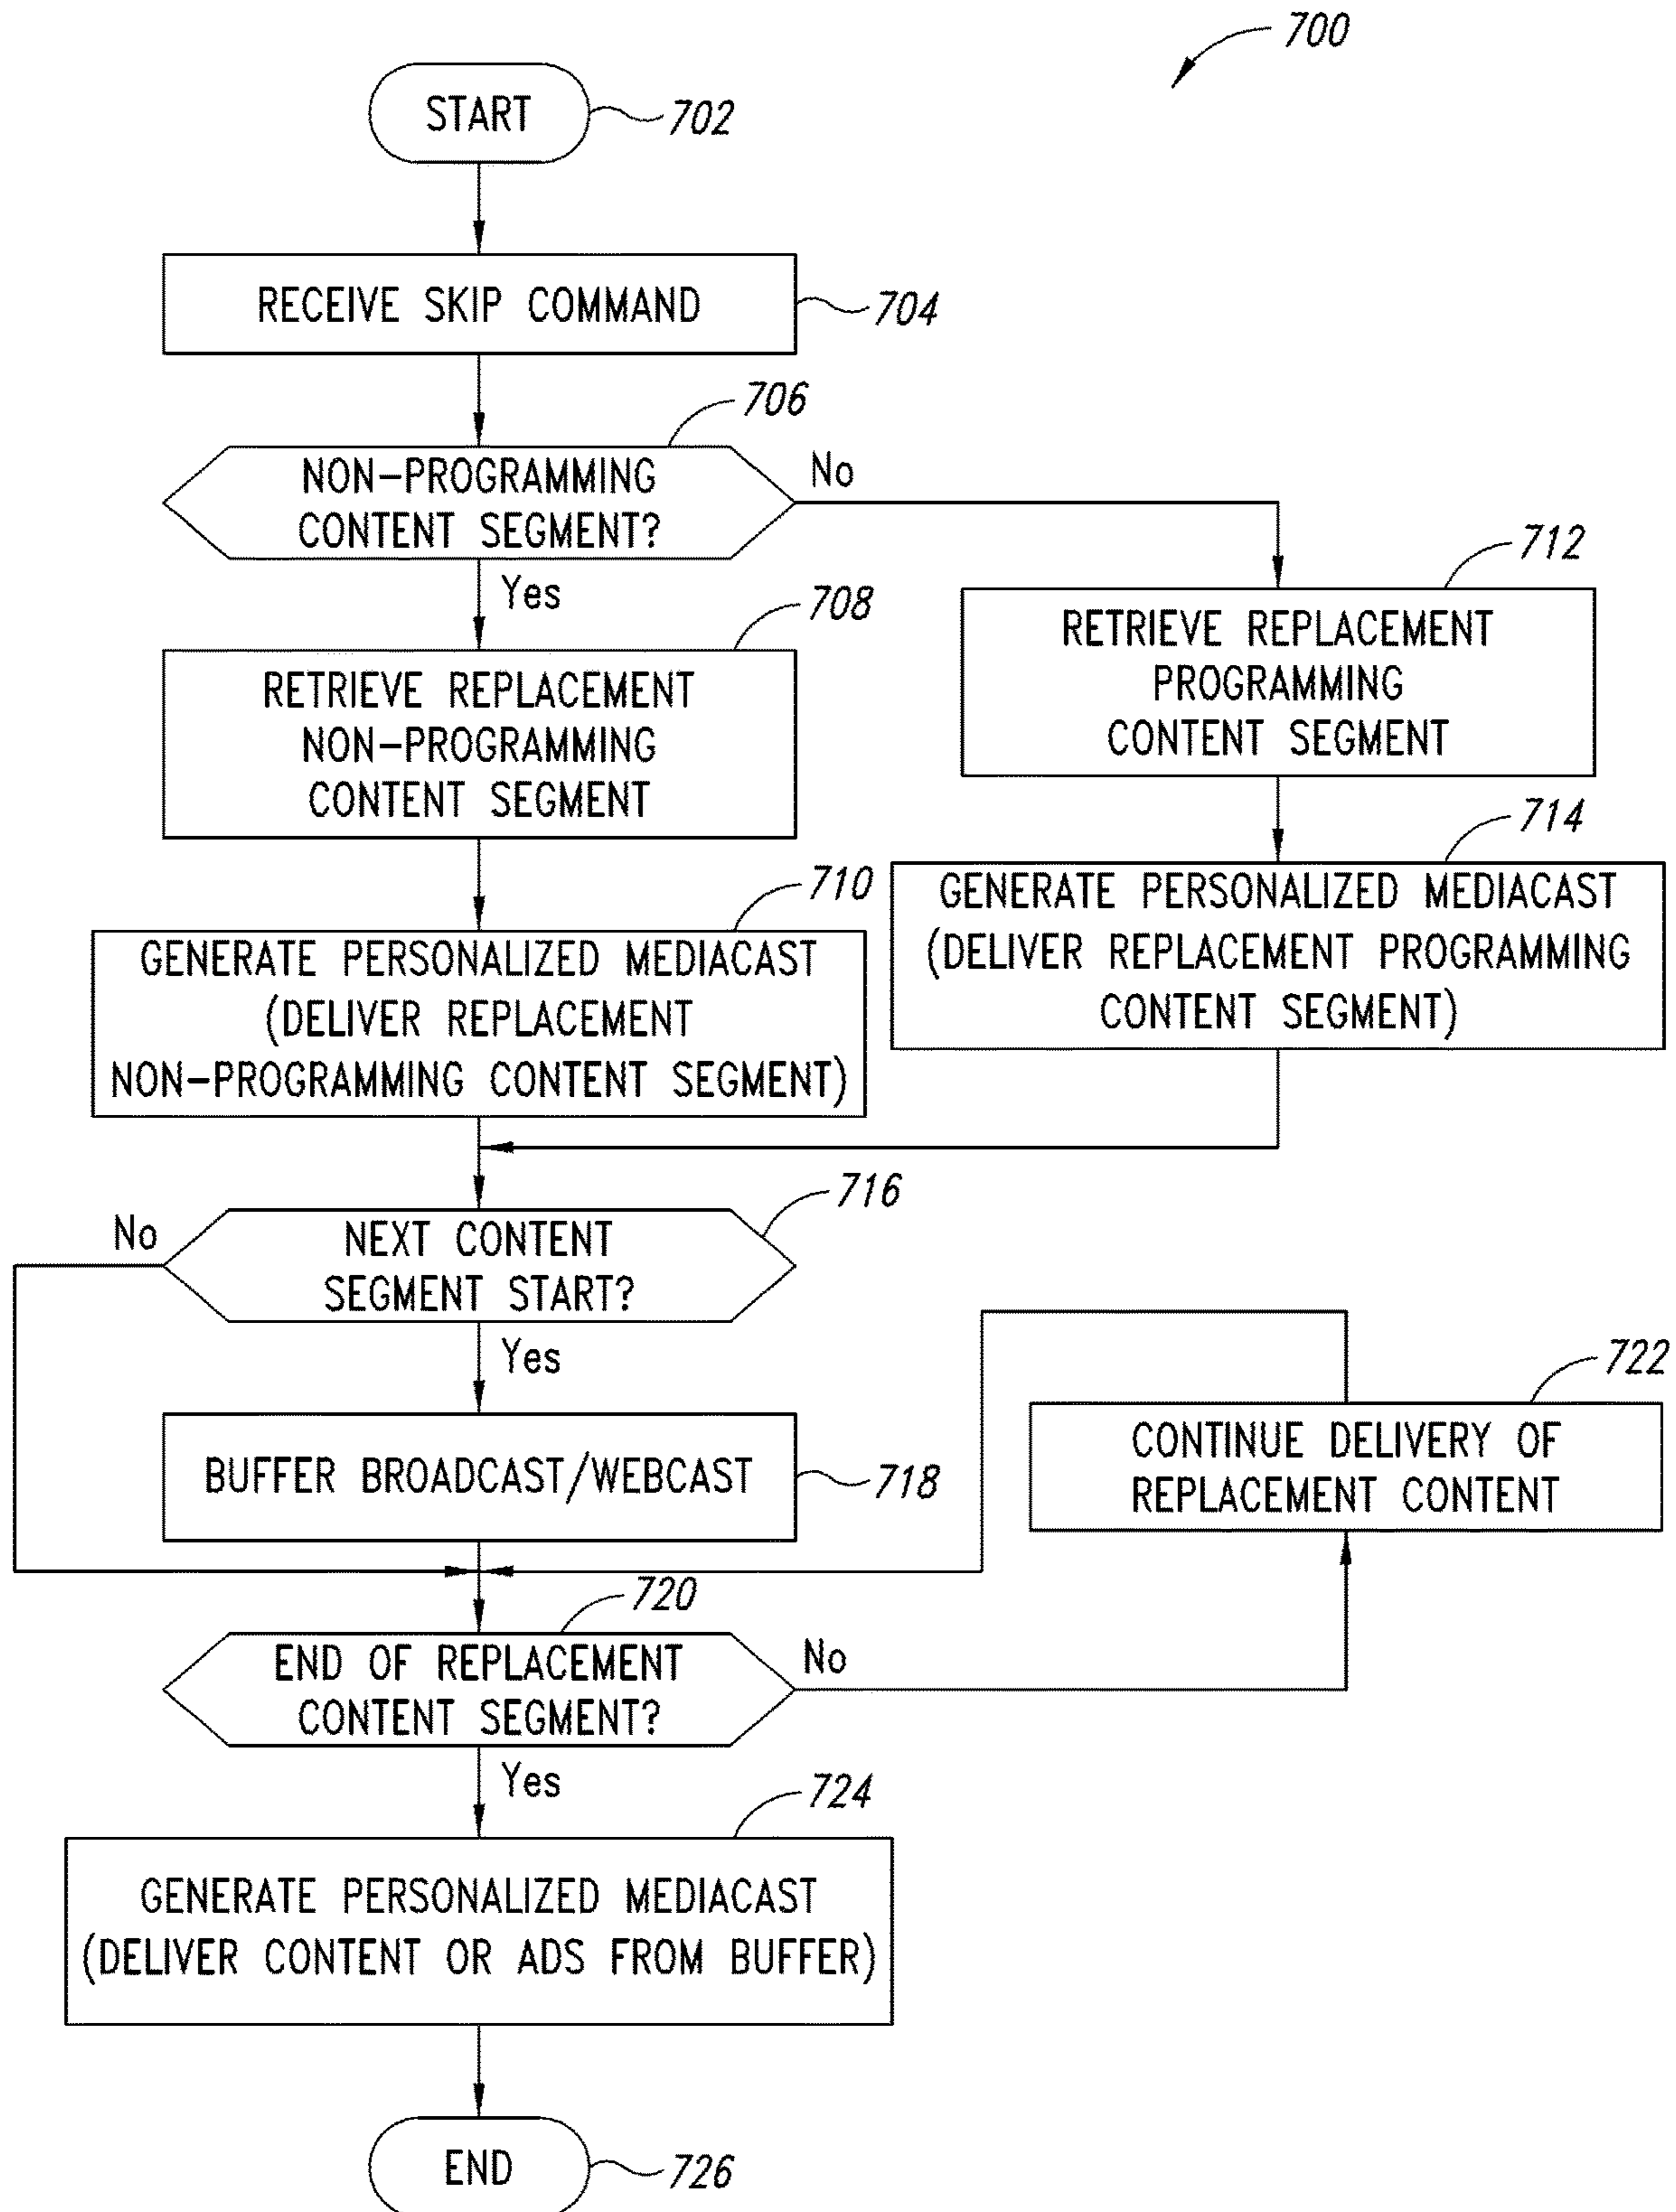 700
START
702
RECEIVE SKIP COMMAND
704
706
NON-PROGRAMMING
CONTENT SEGMENT?
No
Yes
708
RETRIEVE REPLACEMENT
NON-PROGRAMMING
CONTENT SEGMENT
712
RETRIEVE REPLACEMENT
PROGRAMMING
CONTENT SEGMENT
710
GENERATE PERSONALIZED MEDIACAST
(DELIVER REPLACEMENT
NON-PROGRAMMING CONTENT SEGMENT)
714
GENERATE PERSONALIZED MEDIACAST
(DELIVER REPLACEMENT PROGRAMMING
CONTENT SEGMENT)
716
No
NEXT CONTENT
SEGMENT START?
Yes
BUFFER BROADCAST/WEBCAST
718
722
CONTINUE DELIVERY OF
REPLACEMENT CONTENT
720
END OF REPLACEMENT
CONTENT SEGMENT?
No
Yes
724
GENERATE PERSONALIZED MEDIACAST
(DELIVER CONTENT OR ADS FROM BUFFER)
END
726